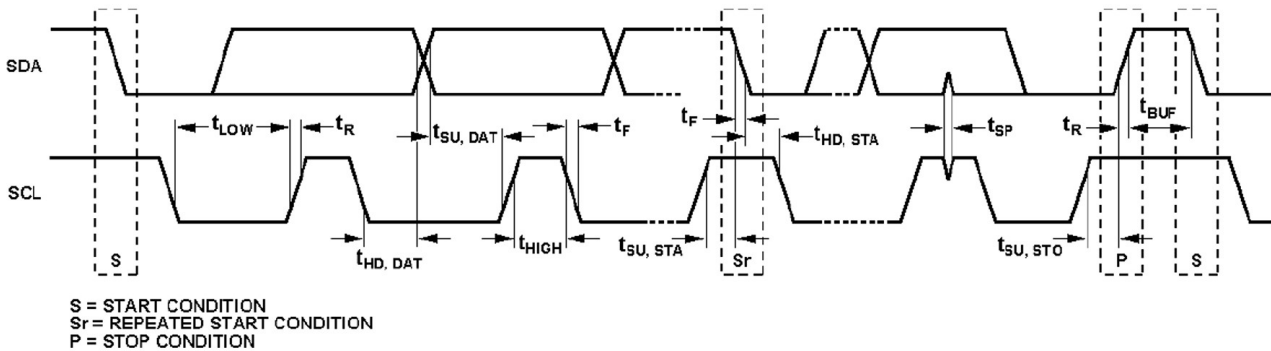 SDA
tLOW
tR
tSU, DAT
tF
tF
tHD, STA
tSP
tR
tBUF
SCL
tHD, DAT
tHIGH
tSU, STA
tSU, STO
S
Sr
P
S
S = START CONDITION
Sr = REPEATED START CONDITION
P = STOP CONDITION